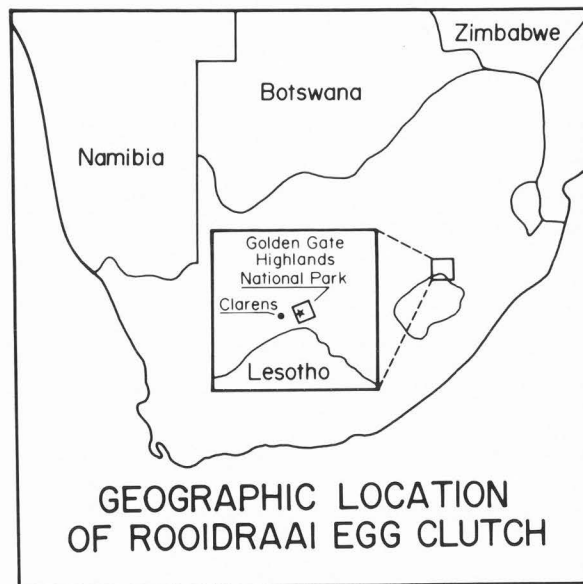 Zimbabwe
Botswana
Namibia
Golden Gate
Highlands
National Park
Clarens
Lesotho
GEOGRAPHIC LOCATION
OF ROOIDRAAI EGG CLUTCH